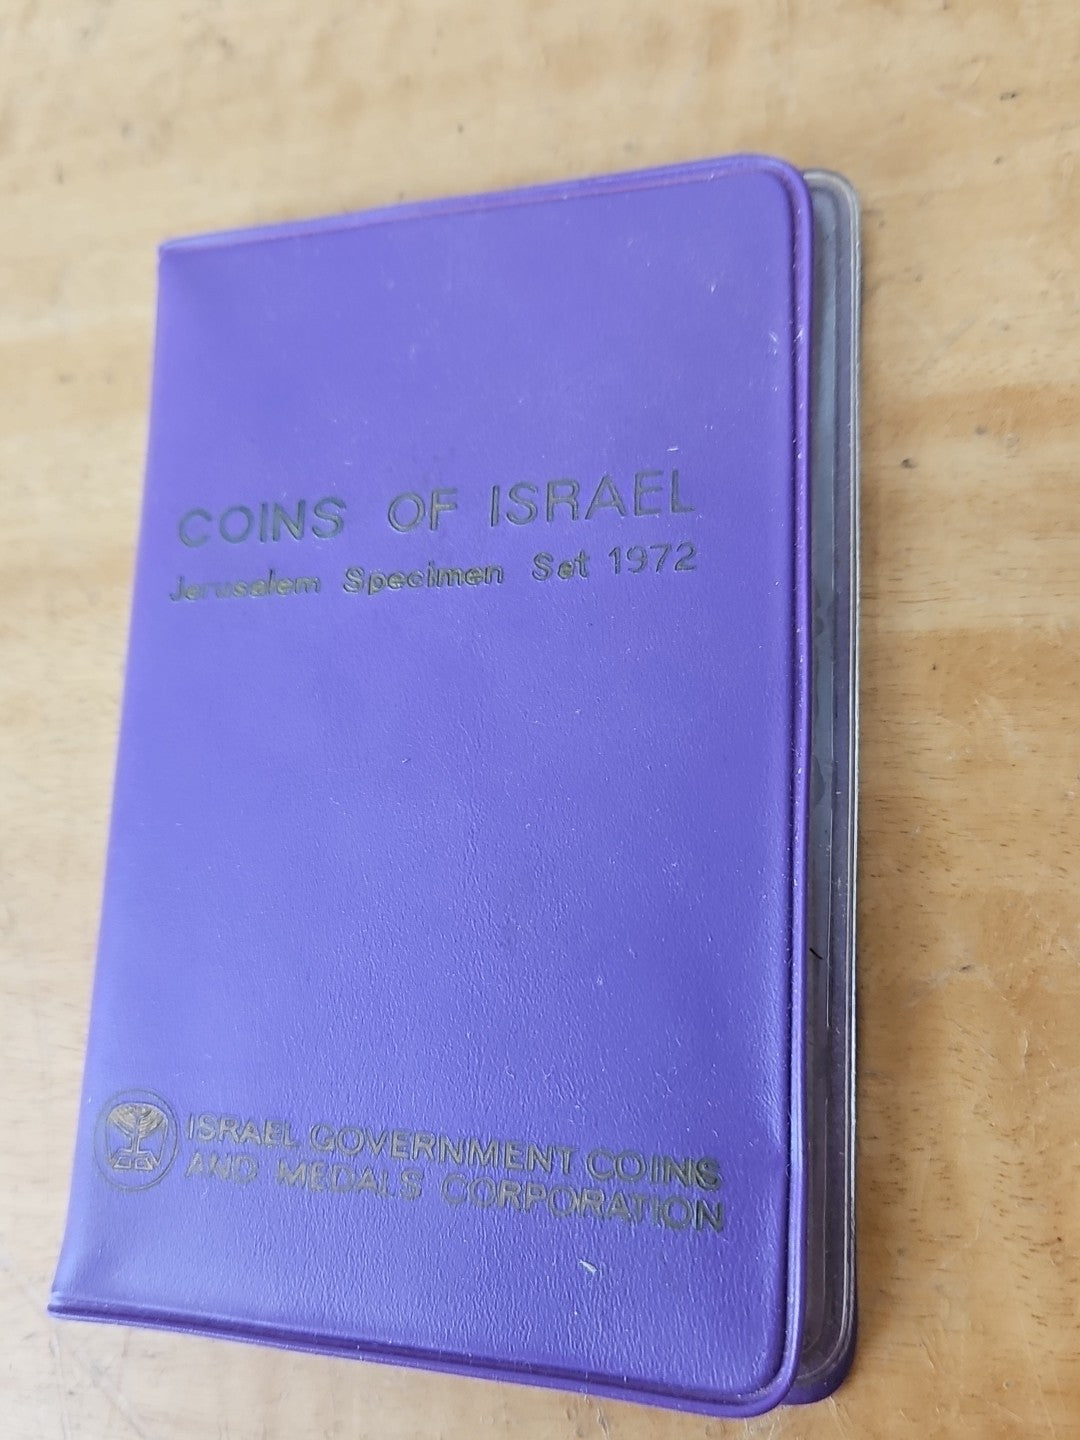 COINS OF ISRAEL
Jerusalem Specimen Set 1972
ISRAEL GOVERNMENT COINS
AND MEDALS CORPORATION